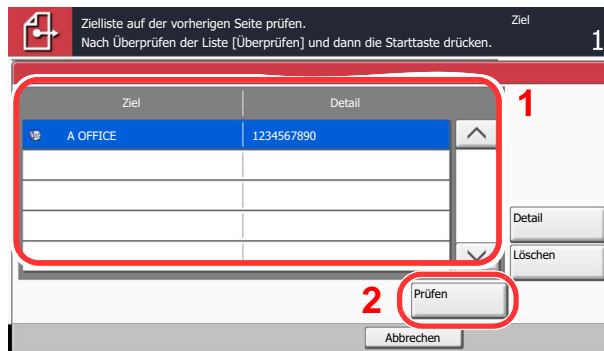 Zielliste auf der vorherigen Seite prüfen.
Nach Überprüfen der Liste [Überprüfen] und dann die Starttaste drücken.
Ziel
1
Ziel Detail
1
A OFFICE 1234567890
Detail
Löschen
2
Prüfen
Abbrechen